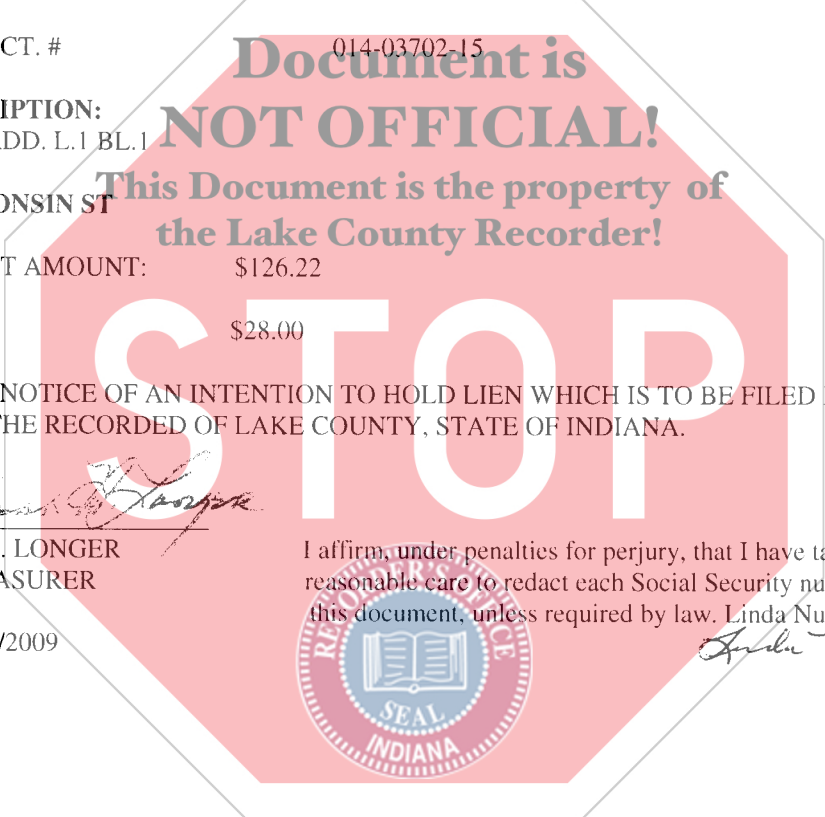 CT. # 014-03702-15
Document is
IPTION:
DD. L.1 BL.1
NOT OFFICIAL!
This Document is the property of
ONSIN ST
the Lake County Recorder!
T AMOUNT: $126.22
$28.00
STOP
NOTICE OF AN INTENTION TO HOLD LIEN WHICH IS TO BE FILED
THE RECORDED OF LAKE COUNTY, STATE OF INDIANA.
. LONGER
ASURER
/2009
I affirm, under penalties for perjury, that I have ta
reasonable care to redact each Social Security nu
this document, unless required by law. Linda Nu
Linda
RECORDER'S OFFICE
SEAL
INDIANA